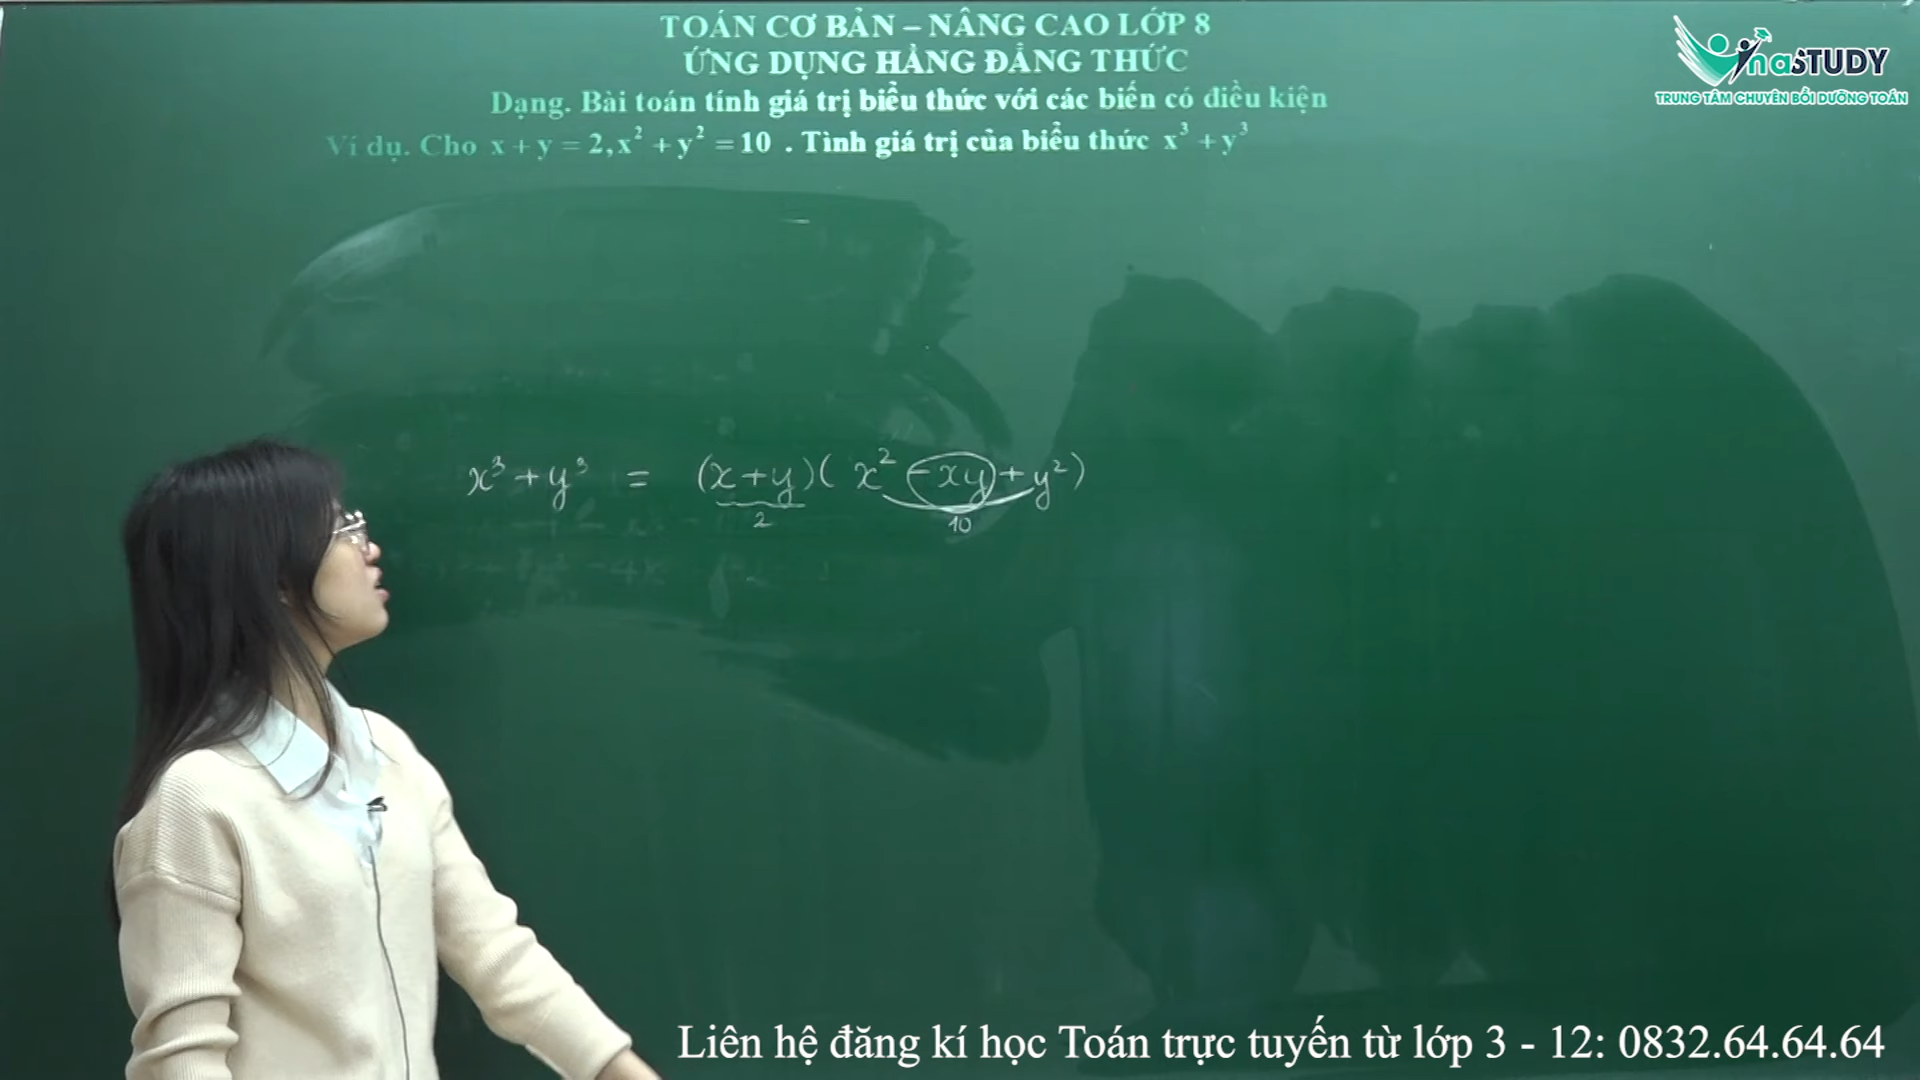 TOÁN CƠ BẢN – NÂNG CAO LỚP 8
ỨNG DỤNG HẰNG ĐẲNG THỨC
Dạng. Bài toán tính giá trị biểu thức với các biến có điều kiện
Ví dụ. Cho x + y = 2, x² + y² = 10 . Tình giá trị của biểu thức x³ + y³
VinaSTUDY
TRUNG TÂM CHUYÊN BỒI DƯỠNG TOÁN
x³ + y³ = (x+y)( x² – xy + y²)
2 10
Liên hệ đăng kí học Toán trực tuyến từ lớp 3 - 12: 0832.64.64.64